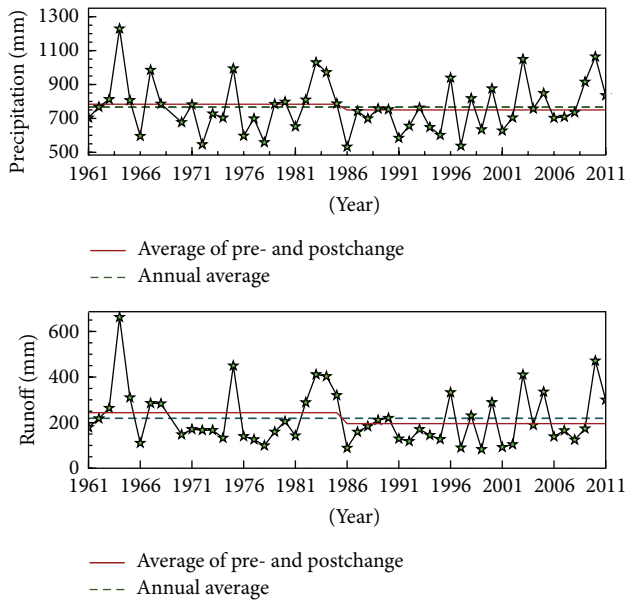 Precipitation (mm)
1300
1100
900
700
500
1961 1966 1971 1976 1981 1986 1991 1996 2001 2006 2011
(Year)
Average of pre- and postchange
Annual average
Runoff (mm)
600
400
200
0
1961 1966 1971 1976 1981 1986 1991 1996 2001 2006 2011
(Year)
Average of pre- and postchange
Annual average